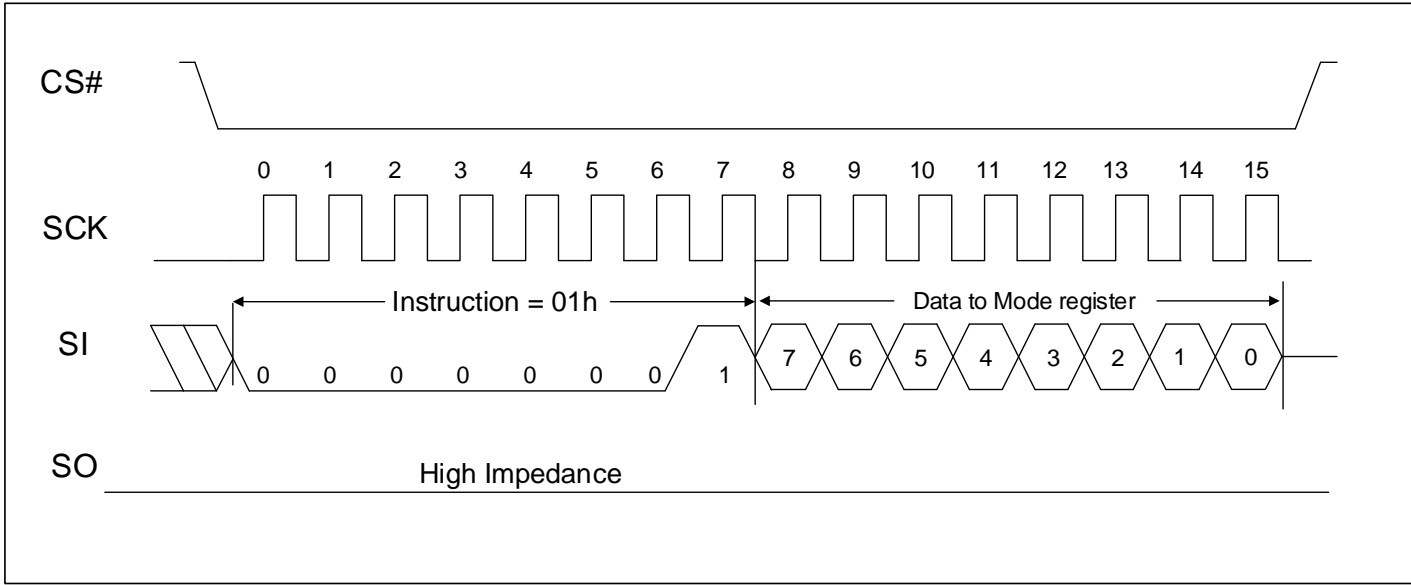 CS#
0 1 2 3 4 5 6 7 8 9 10 11 12 13 14 15
SCK
Instruction = 01h Data to Mode register
SI
0 0 0 0 0 0 0 1 7 6 5 4 3 2 1 0
SO
High Impedance